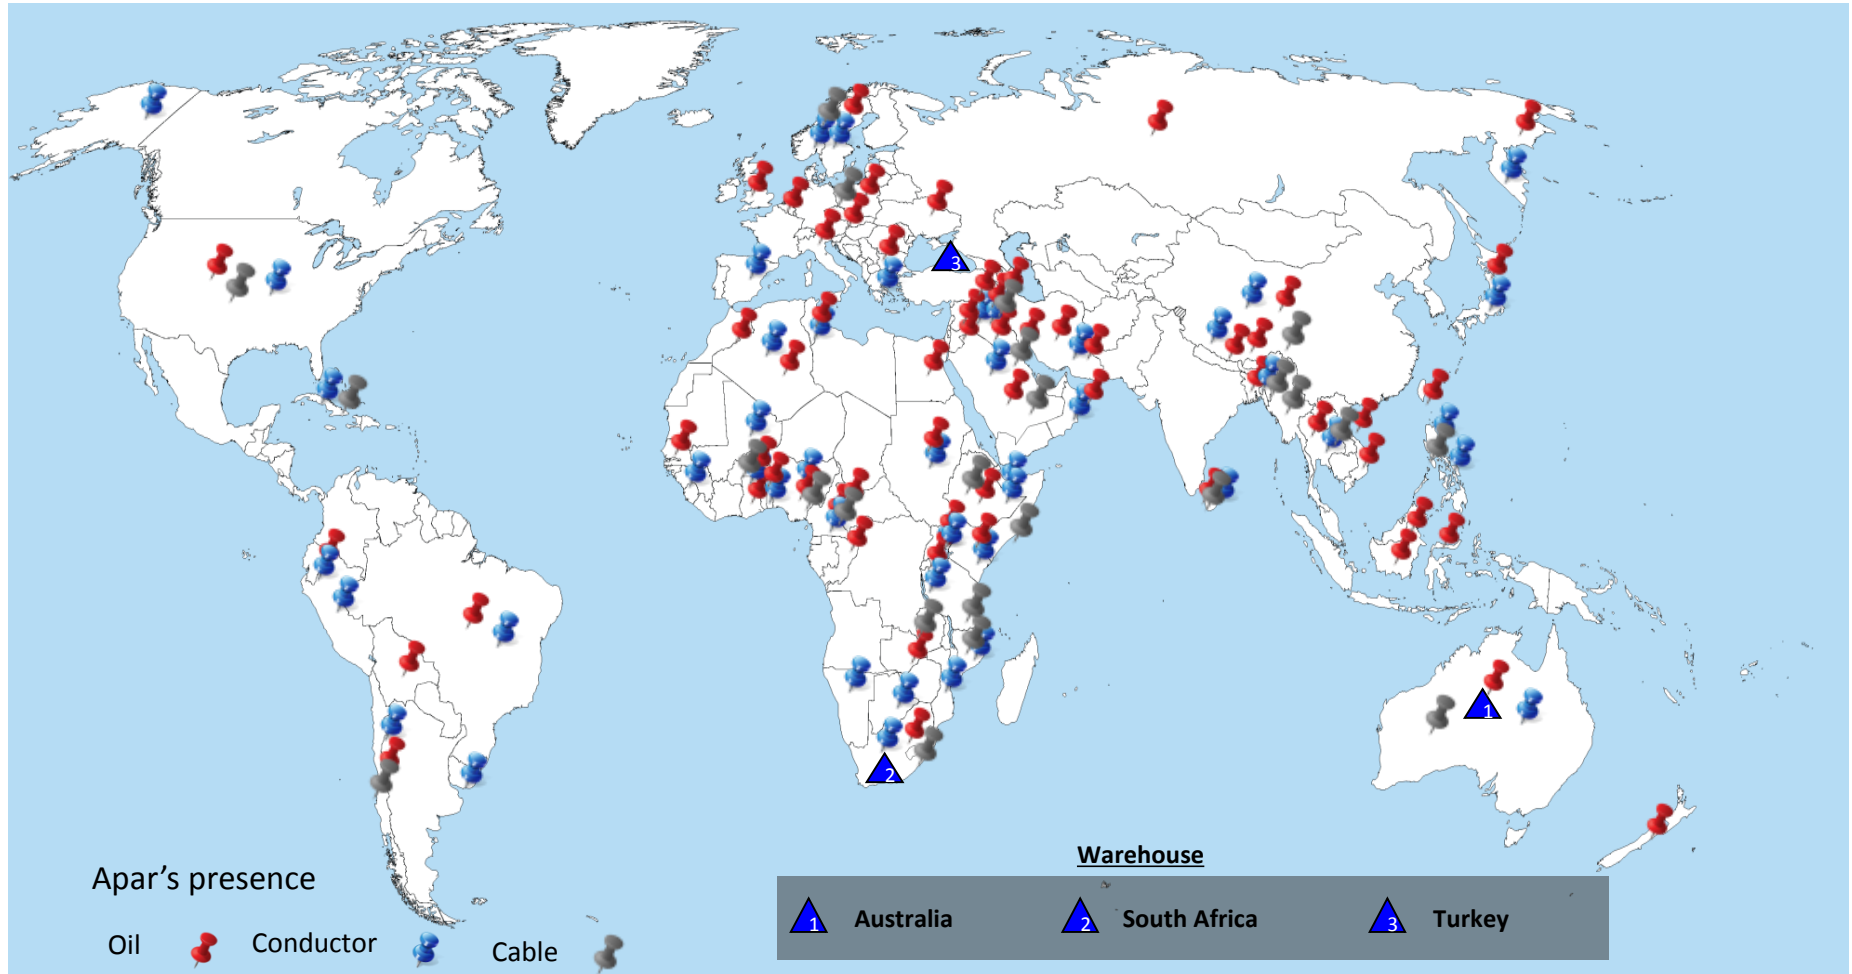 3
1
2
Apar's presence
Oil
Conductor
Cable
Warehouse
1 Australia
2 South Africa
3 Turkey